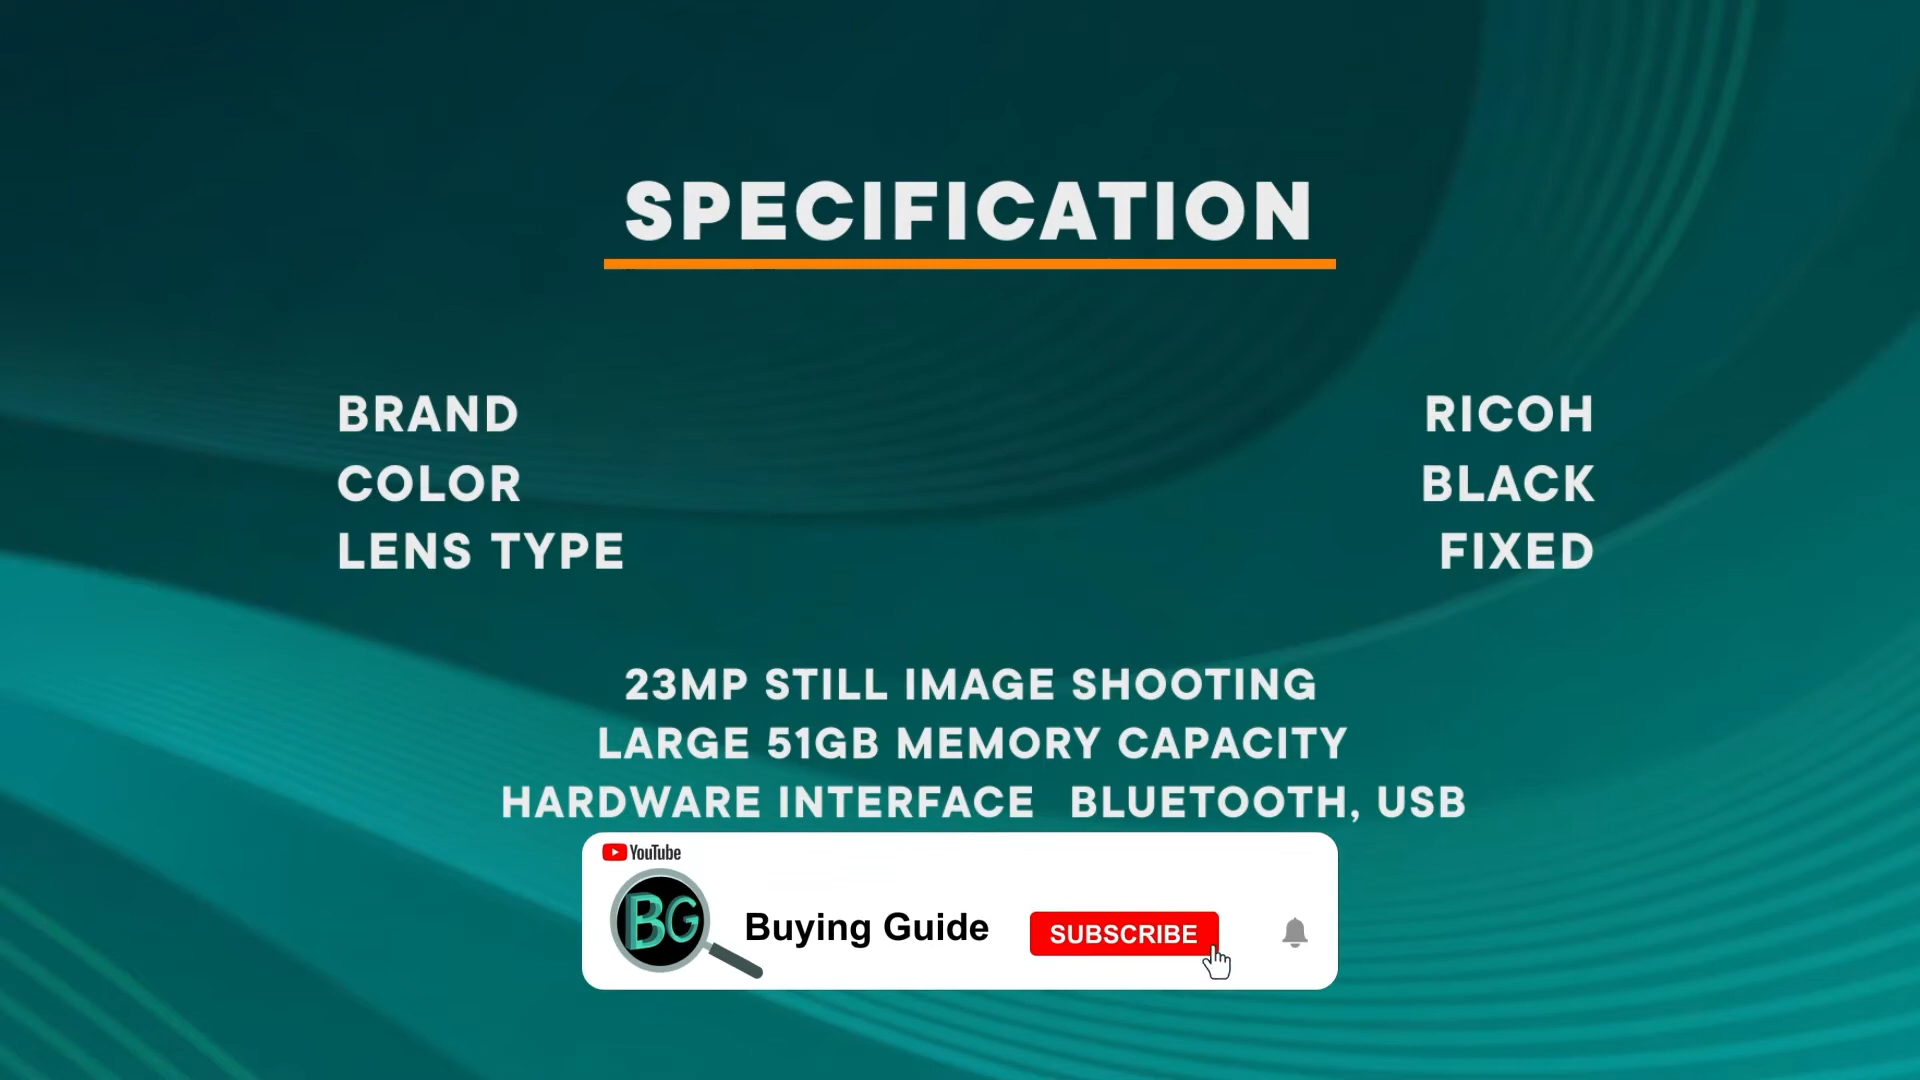 SPECIFICATION
BRAND RICOH
COLOR BLACK
LENS TYPE FIXED
23MP STILL IMAGE SHOOTING
LARGE 51GB MEMORY CAPACITY
HARDWARE INTERFACE BLUETOOTH, USB
YouTube
BG
Buying Guide
SUBSCRIBE